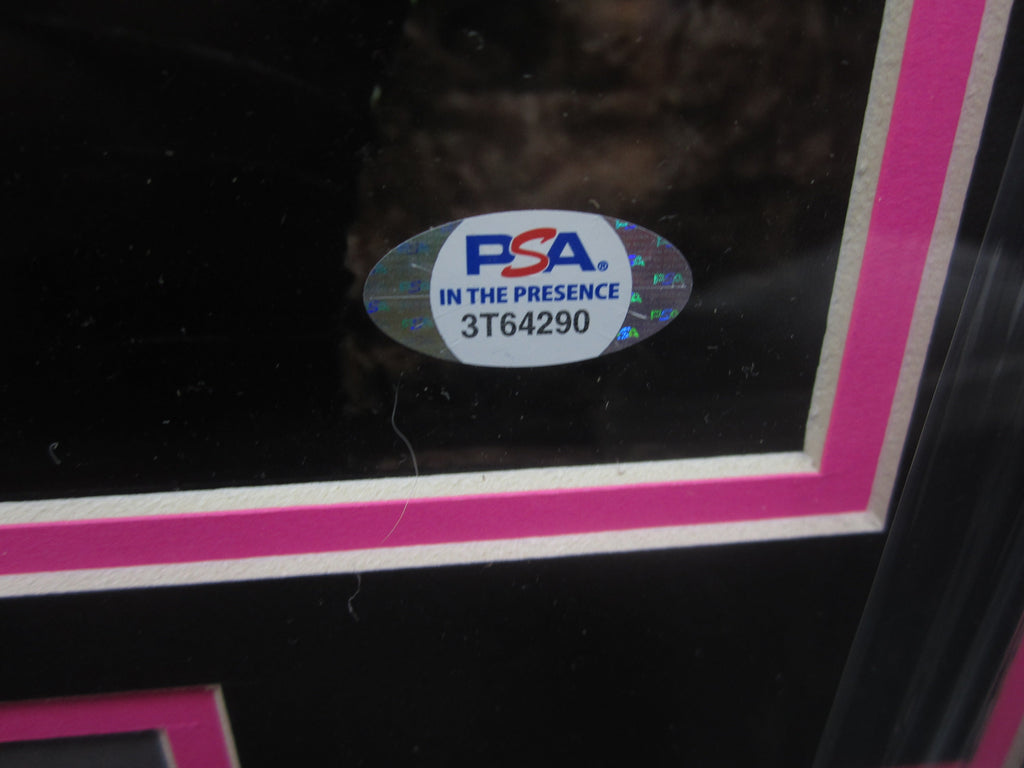 PSA®
IN THE PRESENCE
3T64290